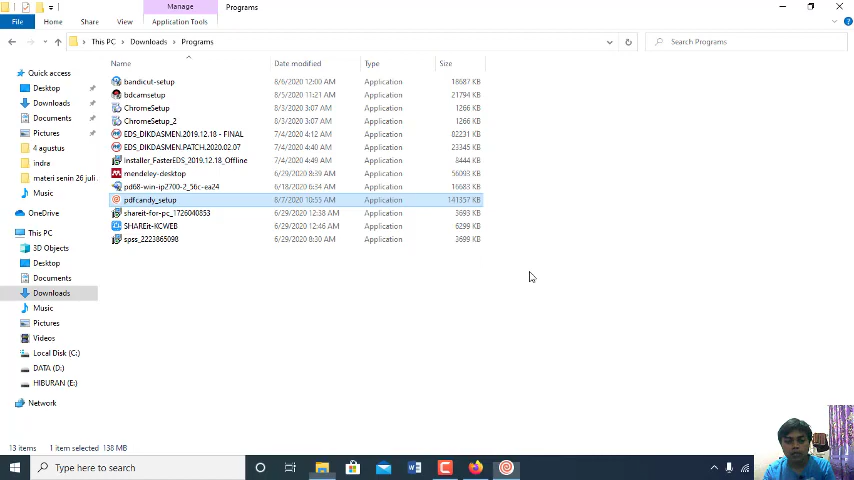 Manage
Programs
File
Home
Share
View
Application Tools
This PC
Downloads
Programs
Search Programs
Name
Date modified
Type
Size
Quick access
Desktop
Downloads
Documents
Pictures
4 agustus
indra
materi senin 26 juli
Music
OneDrive
This PC
3D Objects
Desktop
Documents
Downloads
Music
Pictures
Videos
Local Disk (C:)
DATA (D:)
HIBURAN (E:)
Network
bandicut-setup 8/6/2020 12:00 AM Application 18687 KB
bdcamsetup 8/5/2020 11:21 AM Application 21794 KB
ChromeSetup 8/3/2020 3:07 AM Application 1266 KB
ChromeSetup_2 8/3/2020 3:07 AM Application 1266 KB
EDS_DIKDASMEN.2019.12.18 - FINAL 7/4/2020 4:12 AM Application 82231 KB
EDS_DIKDASMEN.PATCH.2020.02.07 7/4/2020 4:40 AM Application 23345 KB
Installer_FasterEDS_2019.12.18_Offline 7/4/2020 4:49 AM Application 8444 KB
mendeley-desktop 6/29/2020 8:39 AM Application 56093 KB
pd68-win-ip2700-2_56c-ea24 6/18/2020 6:34 AM Application 16683 KB
pdfcandy_setup 8/7/2020 10:55 AM Application 141357 KB
shareit-for-pc_1726040853 6/29/2020 12:38 AM Application 3693 KB
SHAREit-KCWEB 6/29/2020 12:46 AM Application 6299 KB
spss_2223865098 6/29/2020 8:30 AM Application 3699 KB
13 items
1 item selected 138 MB
Type here to search